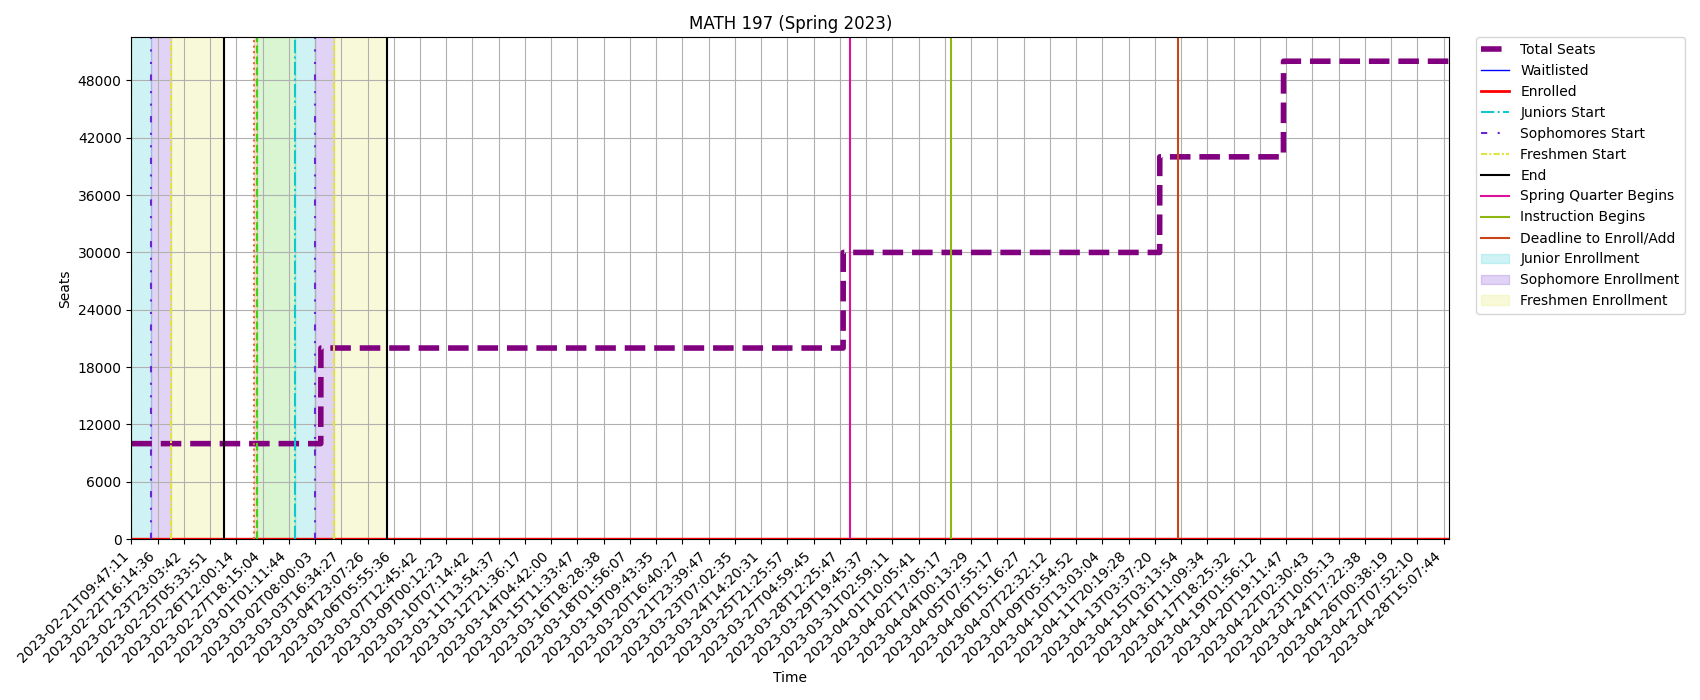 MATH 197 (Spring 2023)
Total Seats
Waitlisted
Enrolled
Juniors Start
Sophomores Start
Freshmen Start
End
Spring Quarter Begins
Instruction Begins
Deadline to Enroll/Add
Junior Enrollment
Sophomore Enrollment
Freshmen Enrollment
Seats
48000
42000
36000
30000
24000
18000
12000
6000
0
2023-02-21T09:47:11
2023-02-22T16:14:36
2023-02-23T23:03:42
2023-02-25T05:33:51
2023-02-26T12:00:14
2023-02-27T18:15:04
2023-03-01T01:11:44
2023-03-02T08:00:03
2023-03-03T16:34:27
2023-03-04T23:07:26
2023-03-06T05:55:36
2023-03-07T12:45:42
2023-03-09T00:12:23
2023-03-10T07:14:42
2023-03-11T13:54:37
2023-03-12T21:36:17
2023-03-14T04:42:00
2023-03-15T11:33:47
2023-03-16T18:28:38
2023-03-18T01:56:07
2023-03-19T09:43:35
2023-03-20T16:40:27
2023-03-21T23:39:47
2023-03-23T07:02:35
2023-03-24T14:20:31
2023-03-25T21:25:57
2023-03-27T04:59:45
2023-03-28T12:25:47
2023-03-29T19:45:37
2023-03-31T02:59:11
2023-04-01T10:05:41
2023-04-02T17:05:17
2023-04-04T00:13:29
2023-04-05T07:55:17
2023-04-06T15:16:27
2023-04-07T22:32:12
2023-04-09T05:54:52
2023-04-10T13:03:04
2023-04-11T20:19:28
2023-04-13T03:37:20
2023-04-15T03:13:54
2023-04-16T11:09:34
2023-04-17T18:25:32
2023-04-19T01:56:12
2023-04-20T19:11:47
2023-04-22T02:30:43
2023-04-23T10:05:13
2023-04-24T17:22:38
2023-04-26T00:38:19
2023-04-27T07:52:10
2023-04-28T15:07:44
Time